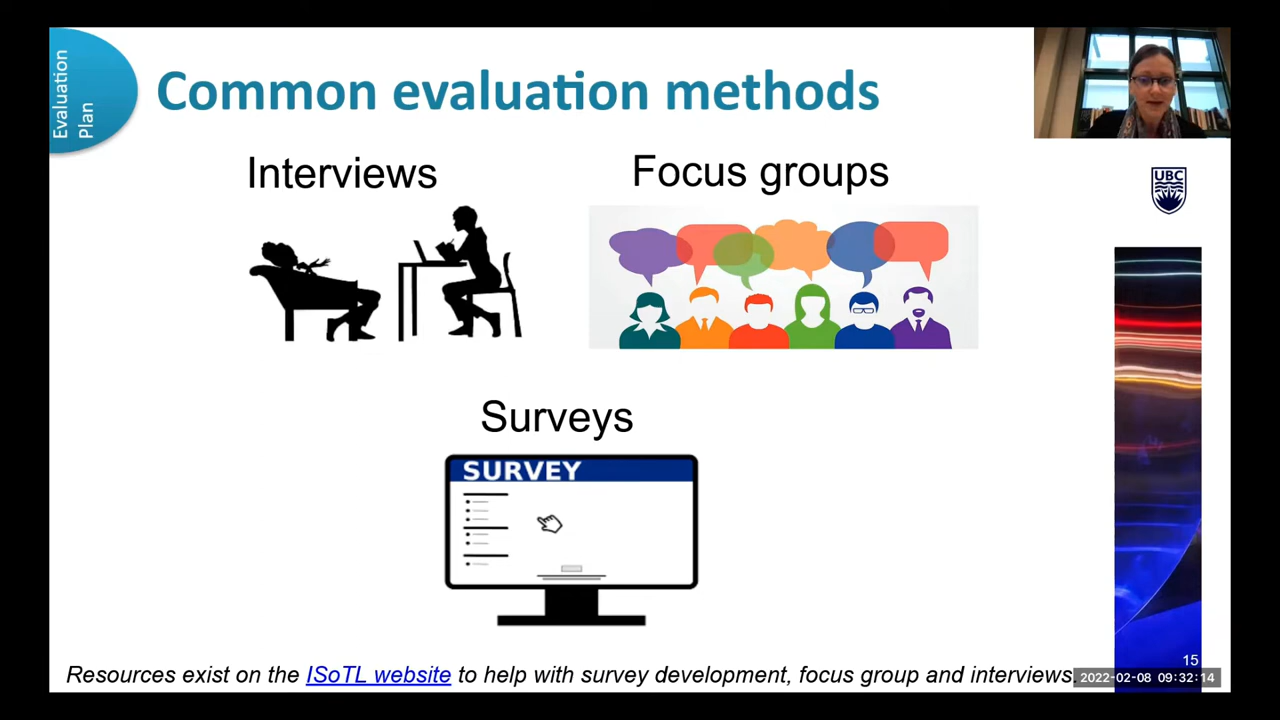 Evaluation
Plan
Common evaluation methods
Interviews
Focus groups
UBC
Surveys
SURVEY
15
Resources exist on the ISoTL website to help with survey development, focus group and interviews.
2022-02-08 09:32:14